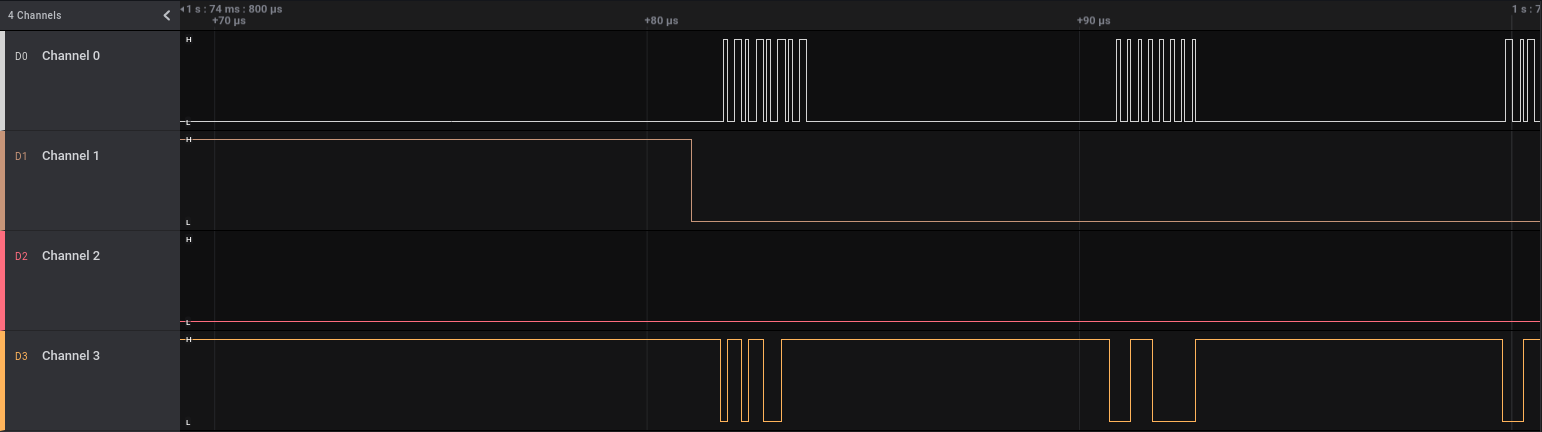 4 Channels
1 s : 74 ms : 800 µs
1 s : 7
+70 µs
+80 µs
+90 µs
D0 Channel 0
H
L
D1 Channel 1
H
L
D2 Channel 2
H
L
D3 Channel 3
H
L